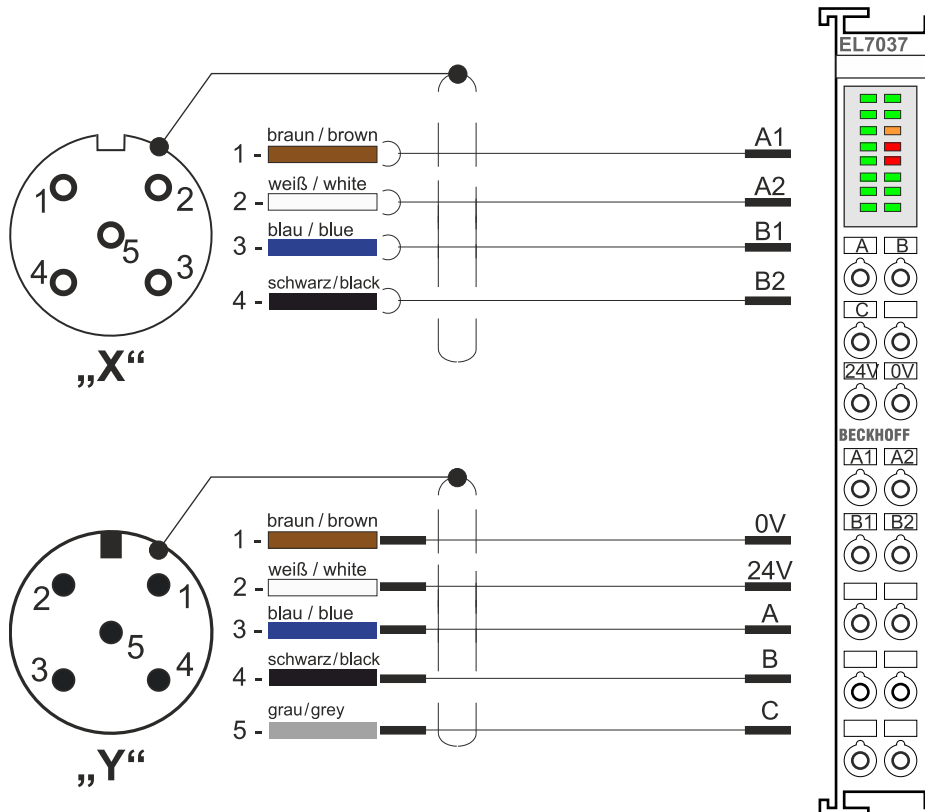 EL7037
1
2
5
4
3
„X“
1 - braun / brown A1
2 - weiß / white A2
3 - blau / blue B1
4 - schwarz/black B2
A B
C
24V 0V
BECKHOFF
A1 A2
B1 B2
2
1
5
3
4
„Y“
1 - braun / brown 0V
2 - weiß / white 24V
3 - blau / blue A
4 - schwarz/black B
5 - grau/grey C